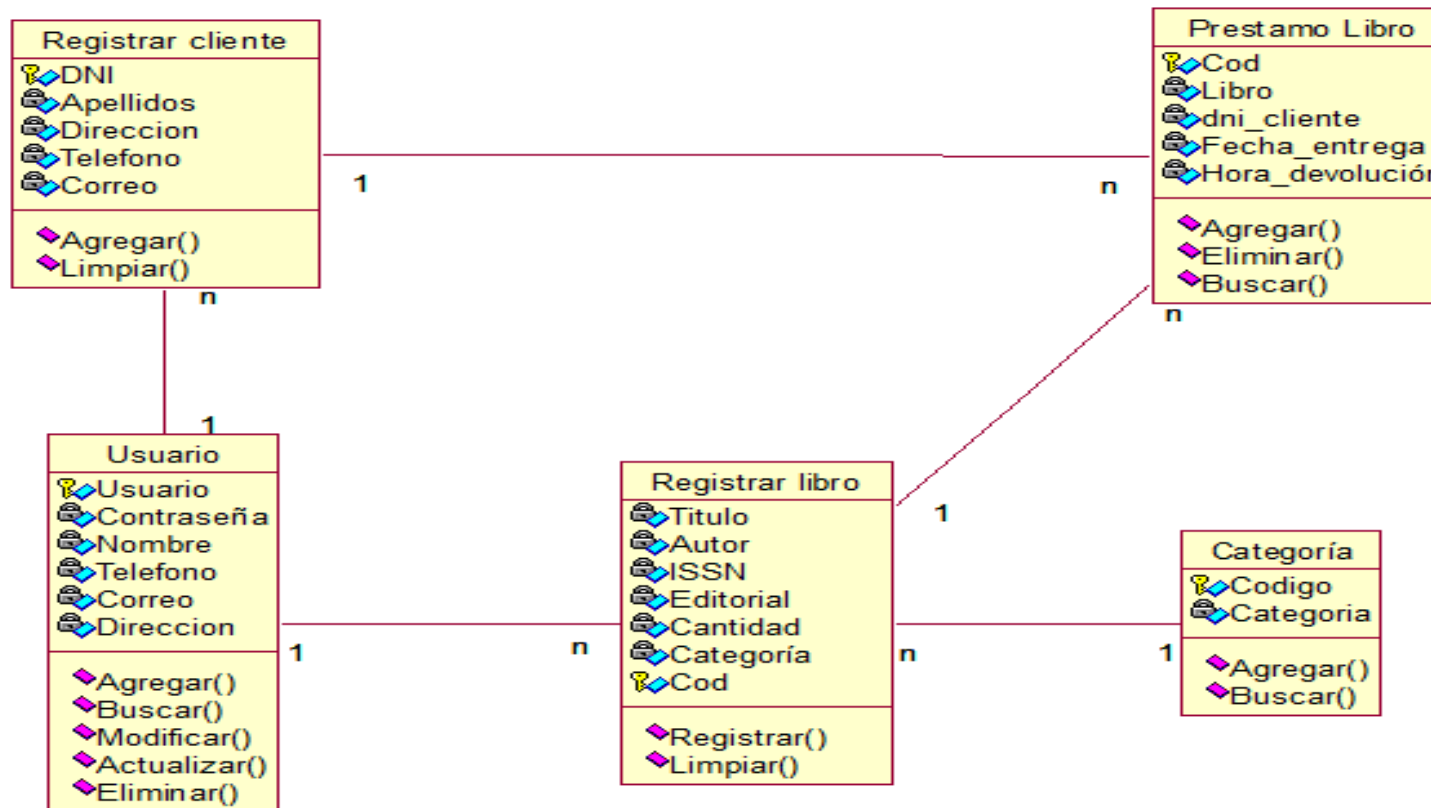 Registrar cliente
DNI
Apellidos
Direccion
Telefono
Correo
Agregar()
Limpiar()
Prestamo Libro
Cod
Libro
dni_cliente
Fecha_entrega
Hora_devolución
Agregar()
Eliminar()
Buscar()
1
n
n
1
n
1
Usuario
Usuario
Contraseña
Nombre
Telefono
Correo
Direccion
Agregar()
Buscar()
Modificar()
Actualizar()
Eliminar()
1
n
Registrar libro
Titulo
Autor
ISSN
Editorial
Cantidad
Categoría
Cod
Registrar()
Limpiar()
n
1
Categoría
Codigo
Categoria
Agregar()
Buscar()